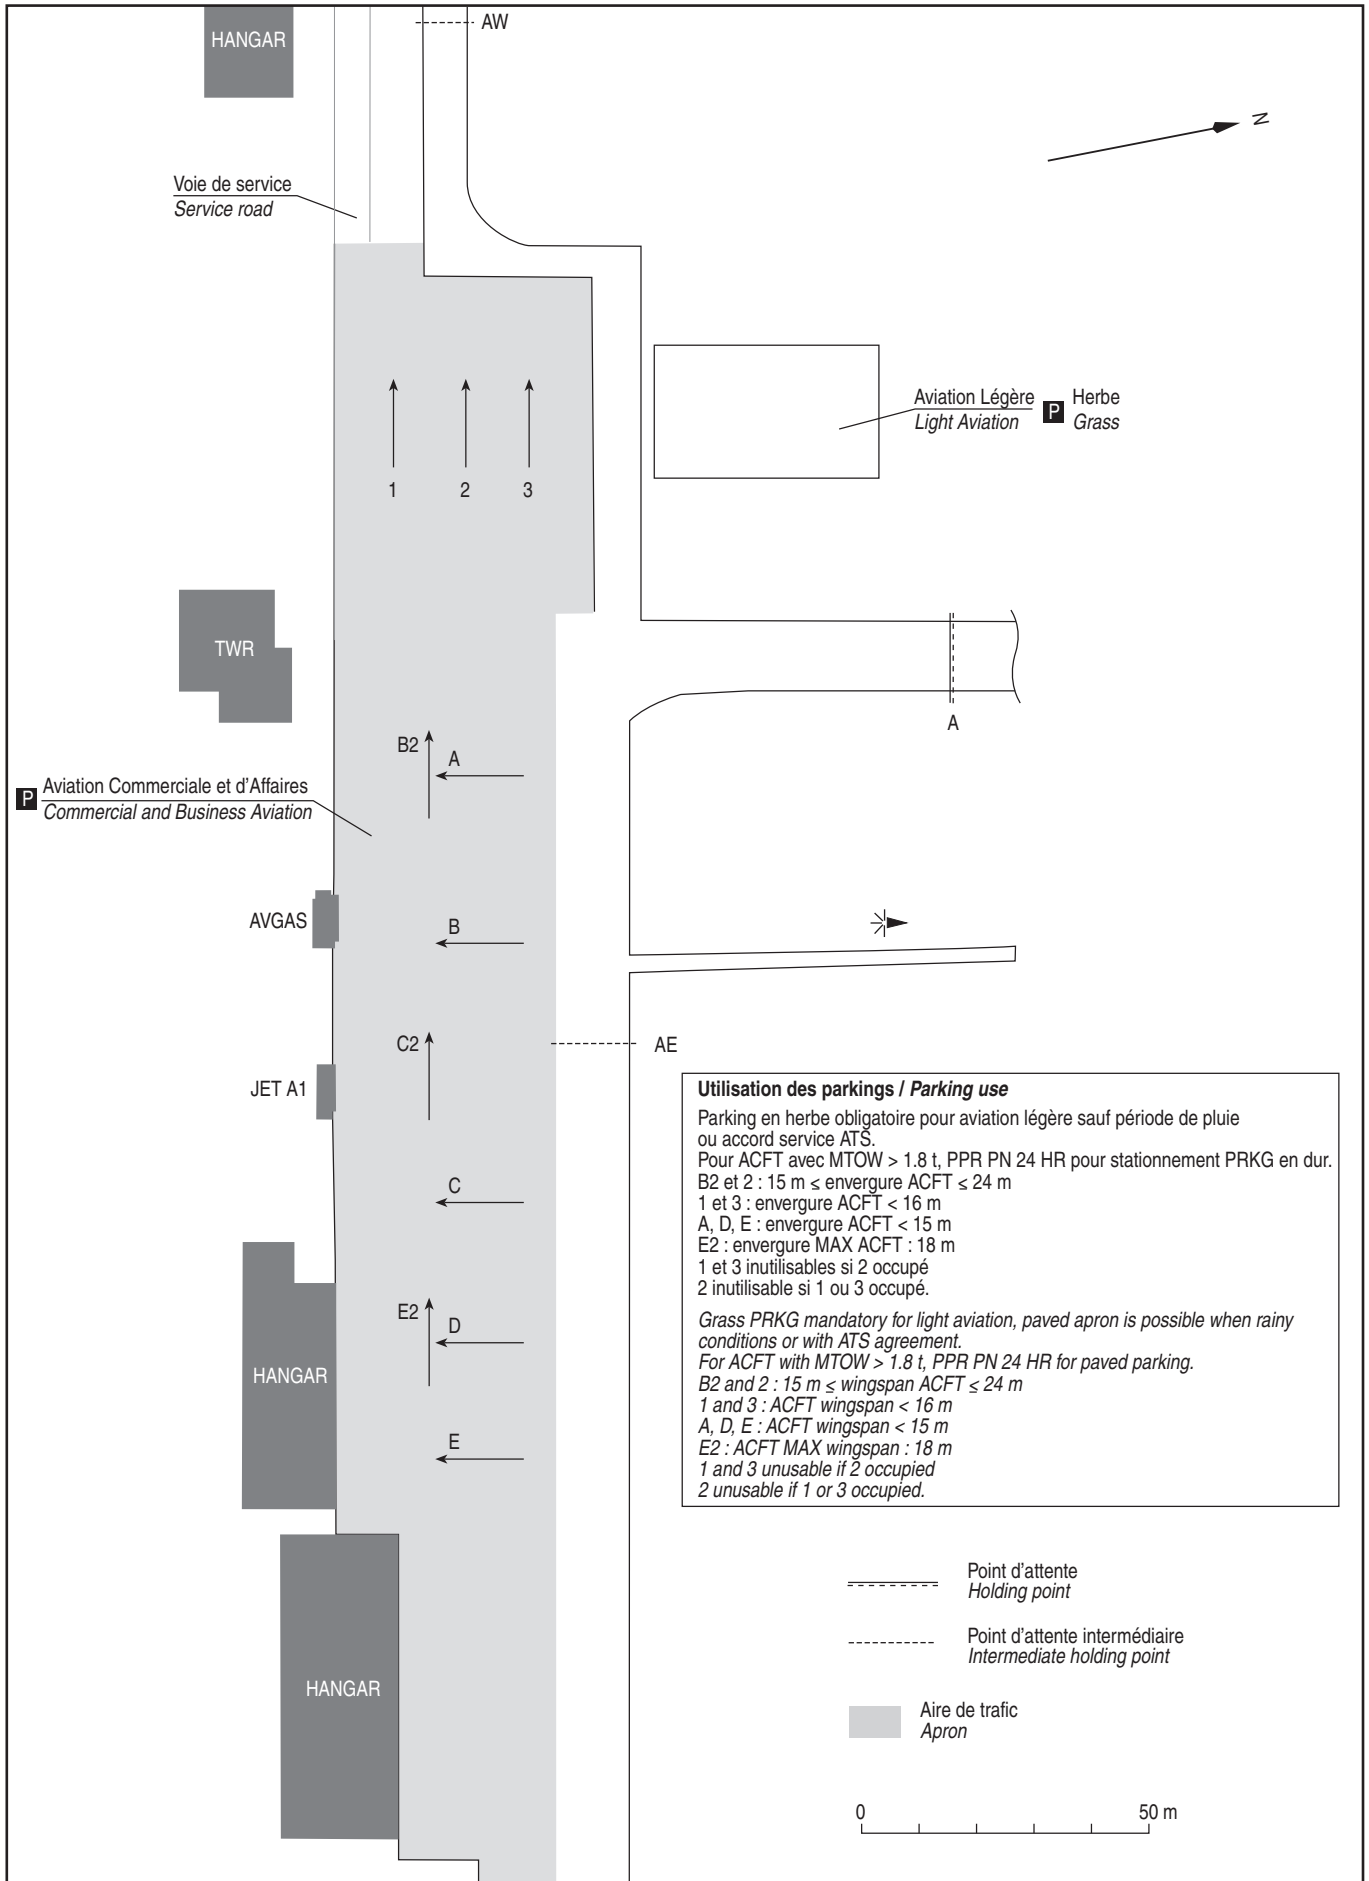 HANGAR
AW
N
Voie de service
Service road
Aviation Légère
Light Aviation
P
Herbe
Grass
1
2
3
TWR
A
B2
A
P
Aviation Commerciale et d'Affaires
Commercial and Business Aviation
AVGAS
B
C2
AE
JET A1
C
Utilisation des parkings / Parking use
Parking en herbe obligatoire pour aviation légère sauf période de pluie
ou accord service ATS.
Pour ACFT avec MTOW > 1.8 t, PPR PN 24 HR pour stationnement PRKG en dur.
B2 et 2 : 15 m ≤ envergure ACFT ≤ 24 m
1 et 3 : envergure ACFT < 16 m
A, D, E : envergure ACFT < 15 m
E2 : envergure MAX ACFT : 18 m
1 et 3 inutilisables si 2 occupé
2 inutilisable si 1 ou 3 occupé.
Grass PRKG mandatory for light aviation, paved apron is possible when rainy
conditions or with ATS agreement.
For ACFT with MTOW > 1.8 t, PPR PN 24 HR for paved parking.
B2 and 2 : 15 m ≤ wingspan ACFT ≤ 24 m
1 and 3 : ACFT wingspan < 16 m
A, D, E : ACFT wingspan < 15 m
E2 : ACFT MAX wingspan : 18 m
1 and 3 unusable if 2 occupied
2 unusable if 1 or 3 occupied.
E2
D
HANGAR
E
HANGAR
Point d'attente
Holding point
Point d'attente intermédiaire
Intermediate holding point
Aire de trafic
Apron
0
50 m